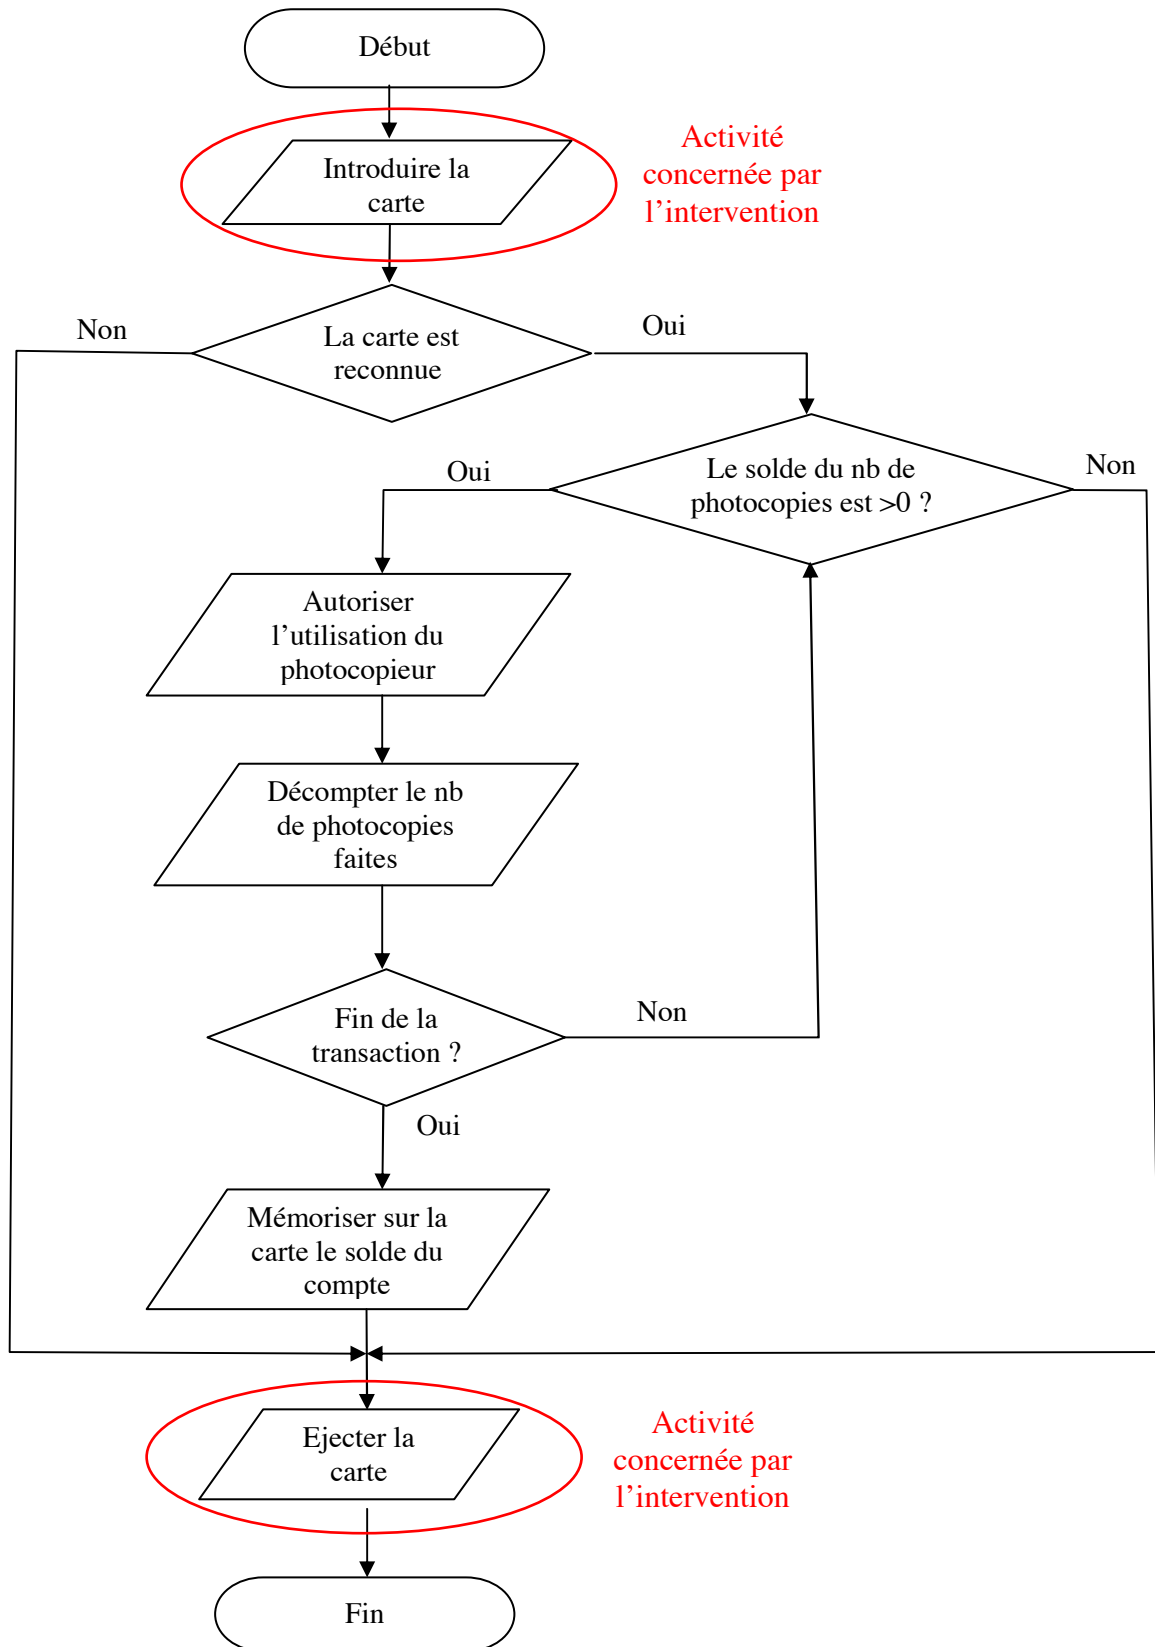 Début
Introduire la
carte
Activité
concernée par
l’intervention
Non
La carte est
reconnue
Oui
Oui
Le solde du nb de
photocopies est >0 ?
Non
Autoriser
l’utilisation du
photocopieur
Décompter le nb
de photocopies
faites
Fin de la
transaction ?
Non
Oui
Mémoriser sur la
carte le solde du
compte
Ejecter la
carte
Activité
concernée par
l’intervention
Fin